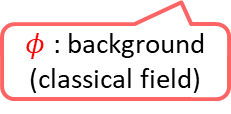 ϕ : background
(classical field)